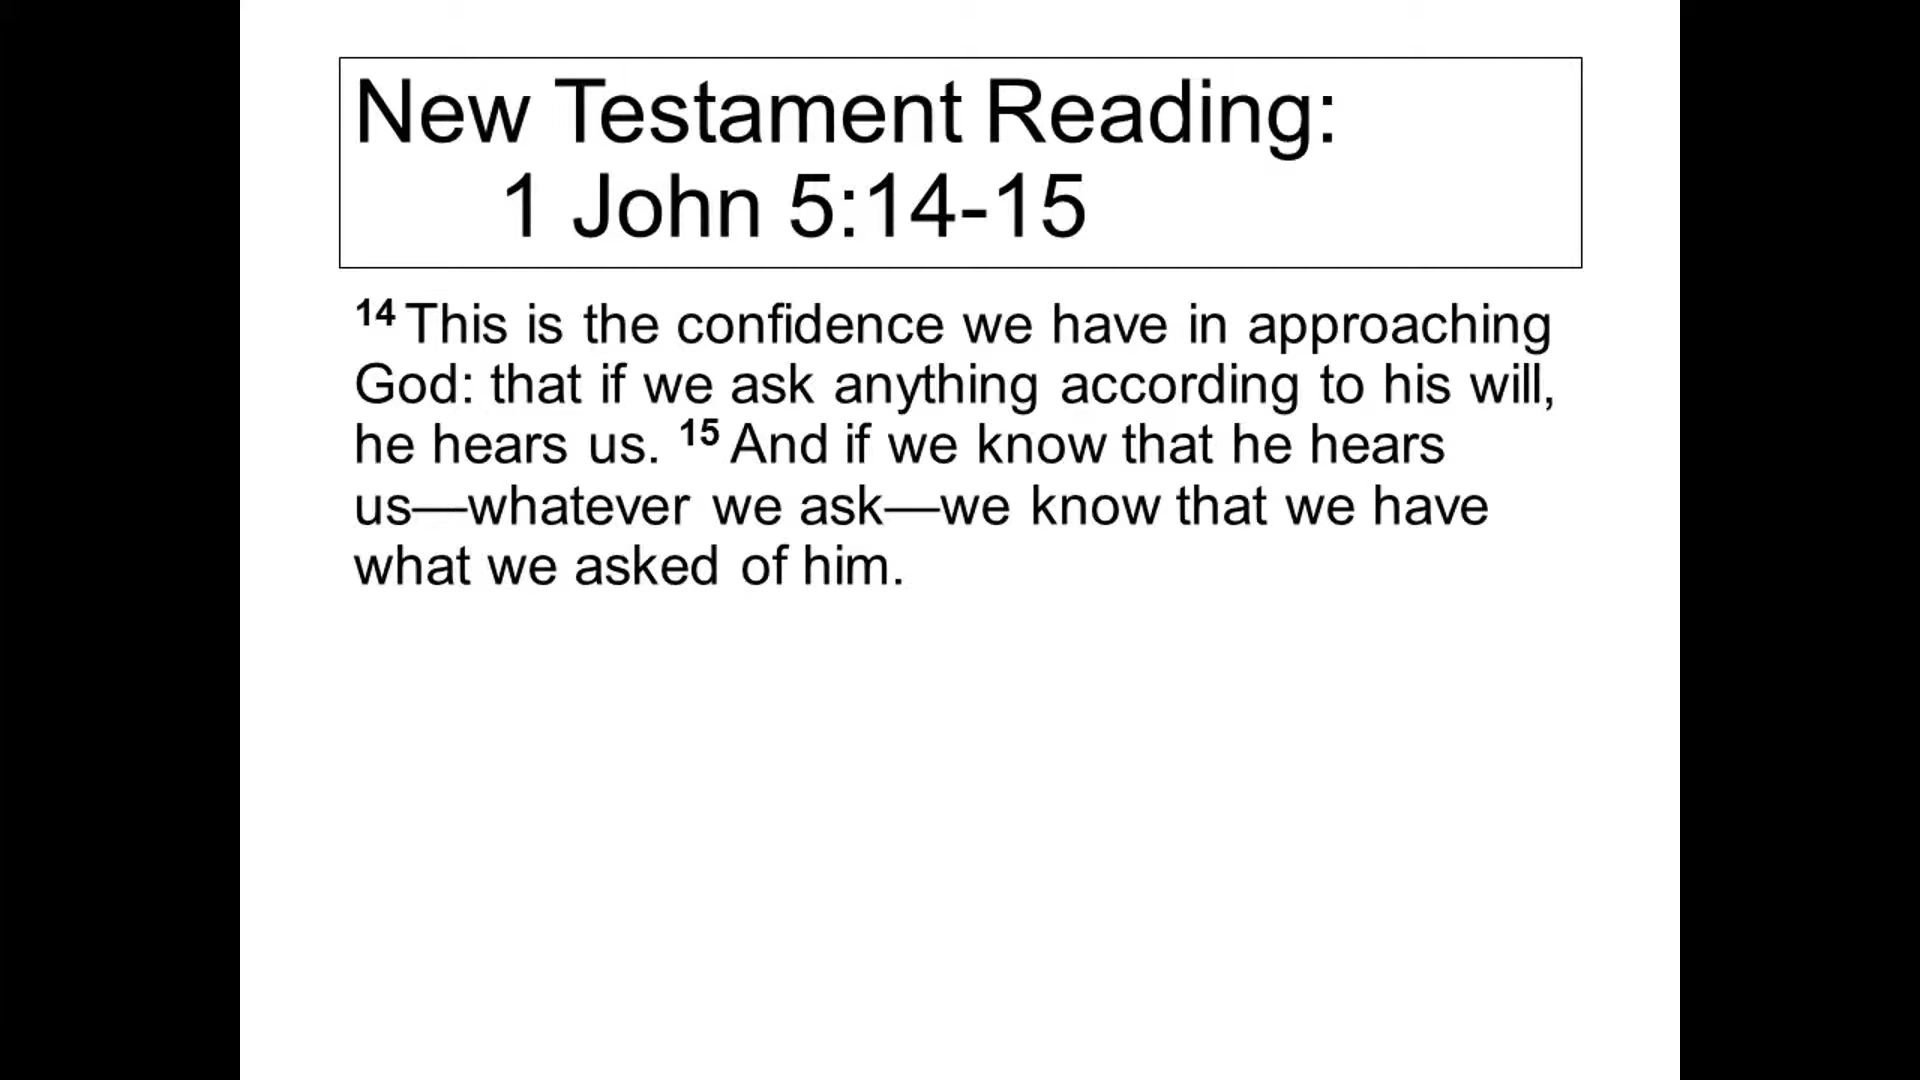 New Testament Reading:
1 John 5:14-15
14 This is the confidence we have in approaching
God: that if we ask anything according to his will,
he hears us. 15 And if we know that he hears
us—whatever we ask—we know that we have
what we asked of him.